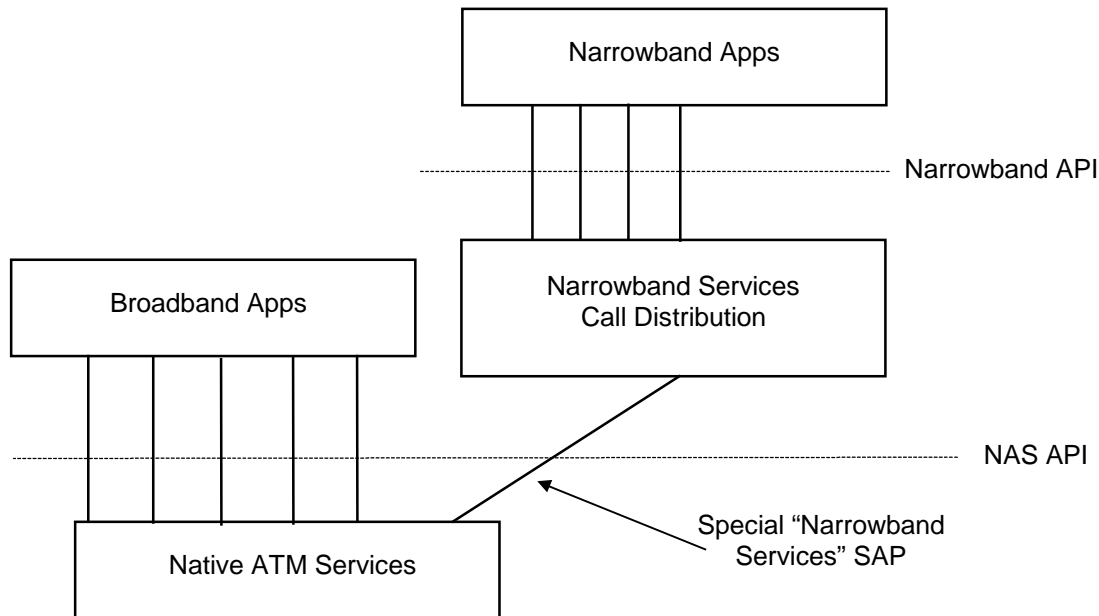 Narrowband Apps
Narrowband API
Narrowband Services
Call Distribution
Broadband Apps
NAS API
Special “Narrowband
Services” SAP
Native ATM Services